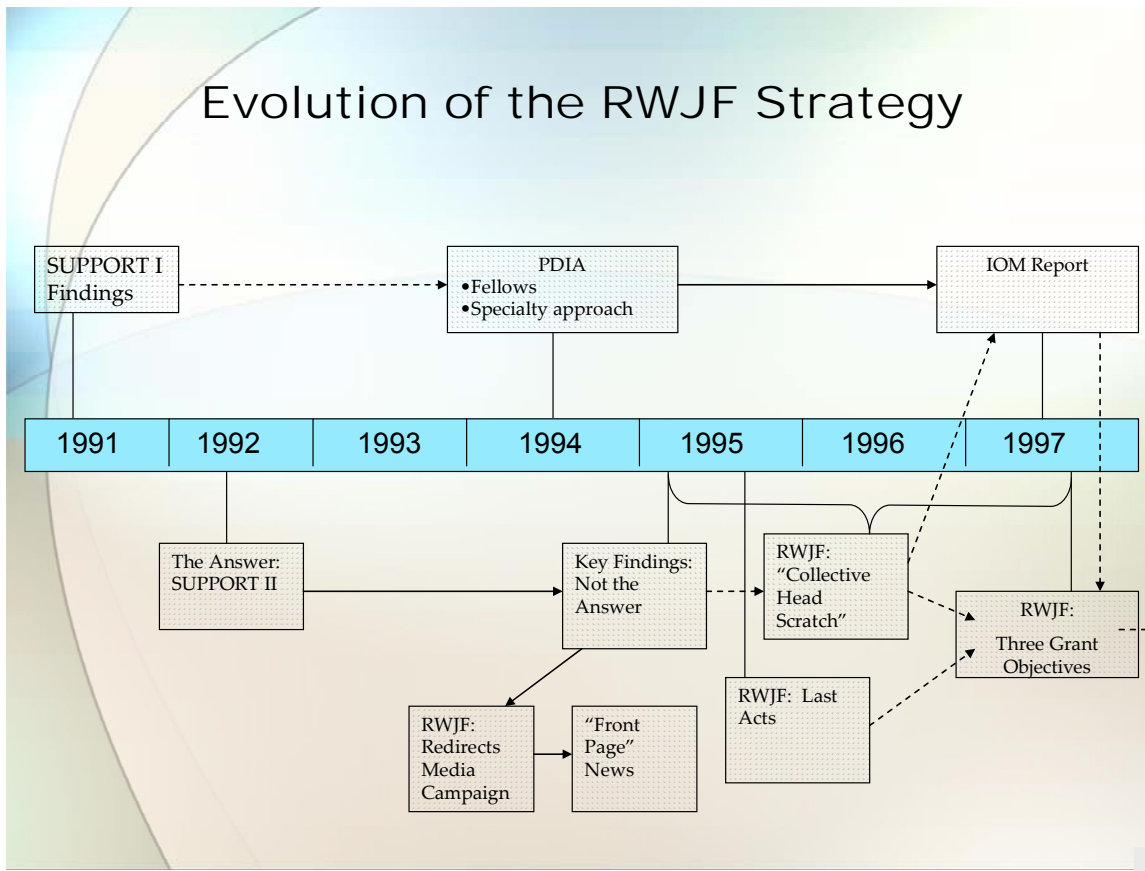 Evolution of the RWJF Strategy
SUPPORT I
Findings
PDIA
•Fellows
•Specialty approach
IOM Report
1991
1992
1993
1994
1995
1996
1997
The Answer:
SUPPORT II
Key Findings:
Not the
Answer
RWJF:
“Collective
Head
Scratch”
RWJF:
Three Grant
Objectives
RWJF: Last
Acts
RWJF:
Redirects
Media
Campaign
“Front
Page”
News